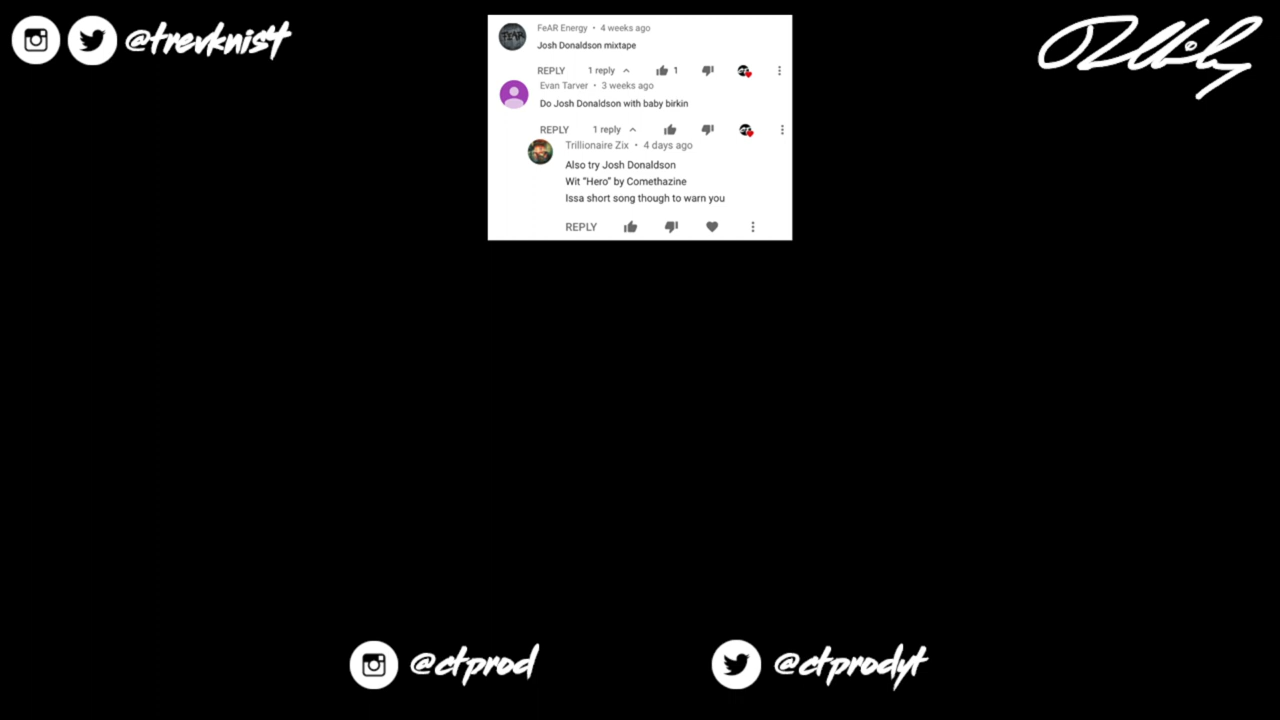 @trevknis4
FeAR Energy • 4 weeks ago
Josh Donaldson mixtape
REPLY 1 reply 1
Evan Tarver • 3 weeks ago
Do Josh Donaldson with baby birkin
REPLY 1 reply
Trillionaire Zix • 4 days ago
Also try Josh Donaldson
Wit “Hero” by Comethazine
Issa short song though to warn you
REPLY
@ctprod @ctprodyt